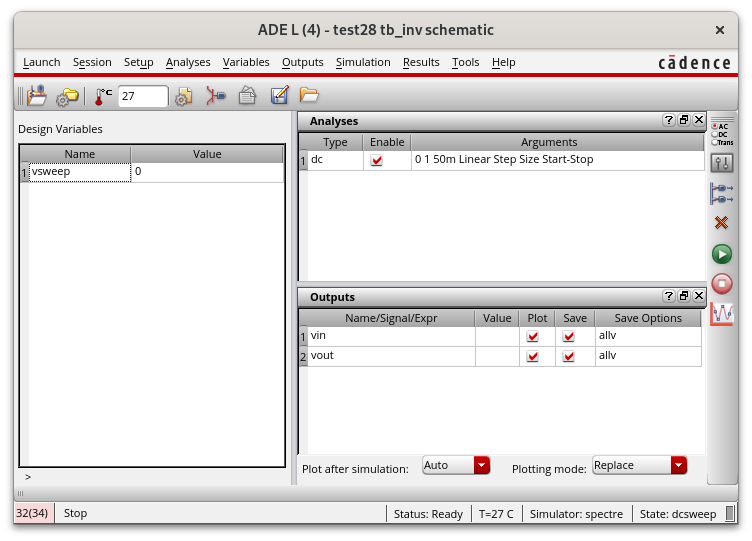 ADE L (4) - test28 tb_inv schematic
×
Launch Session Setup Analyses Variables Outputs Simulation Results Tools Help
cādence
°C 27
Design Variables
Name Value
1 vsweep 0
>
Analyses
?
Type Enable Arguments
1 dc 0 1 50m Linear Step Size Start-Stop
Outputs
?
Name/Signal/Expr Value Plot Save Save Options
1 vin allv
2 vout allv
Plot after simulation: Auto Plotting mode: Replace
AC
DC
Trans
32(34) Stop Status: Ready T=27 C Simulator: spectre State: dcsweep